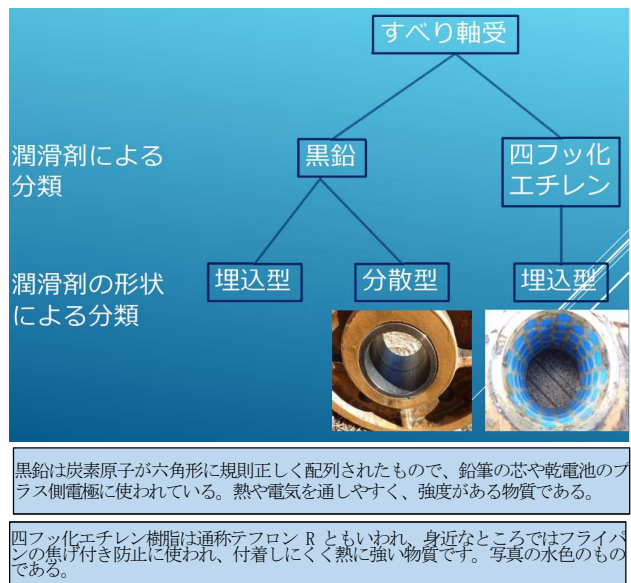 すべり軸受
潤滑剤による
分類
黒鉛
四フッ化
エチレン
潤滑剤の形状
による分類
埋込型
分散型
埋込型
黒鉛は炭素原子が六角形に規則正しく配列されたもので、鉛筆の芯や乾電池のプ
ラス側電極に使われている。熱や電気を通しやすく、強度がある物質である。
四フッ化エチレン樹脂は通称テフロン R ともいわれ、身近なところではフライパ
ンの焦げ付き防止に使われ、付着しにくく熱に強い物質です。写真の水色のもの
である。